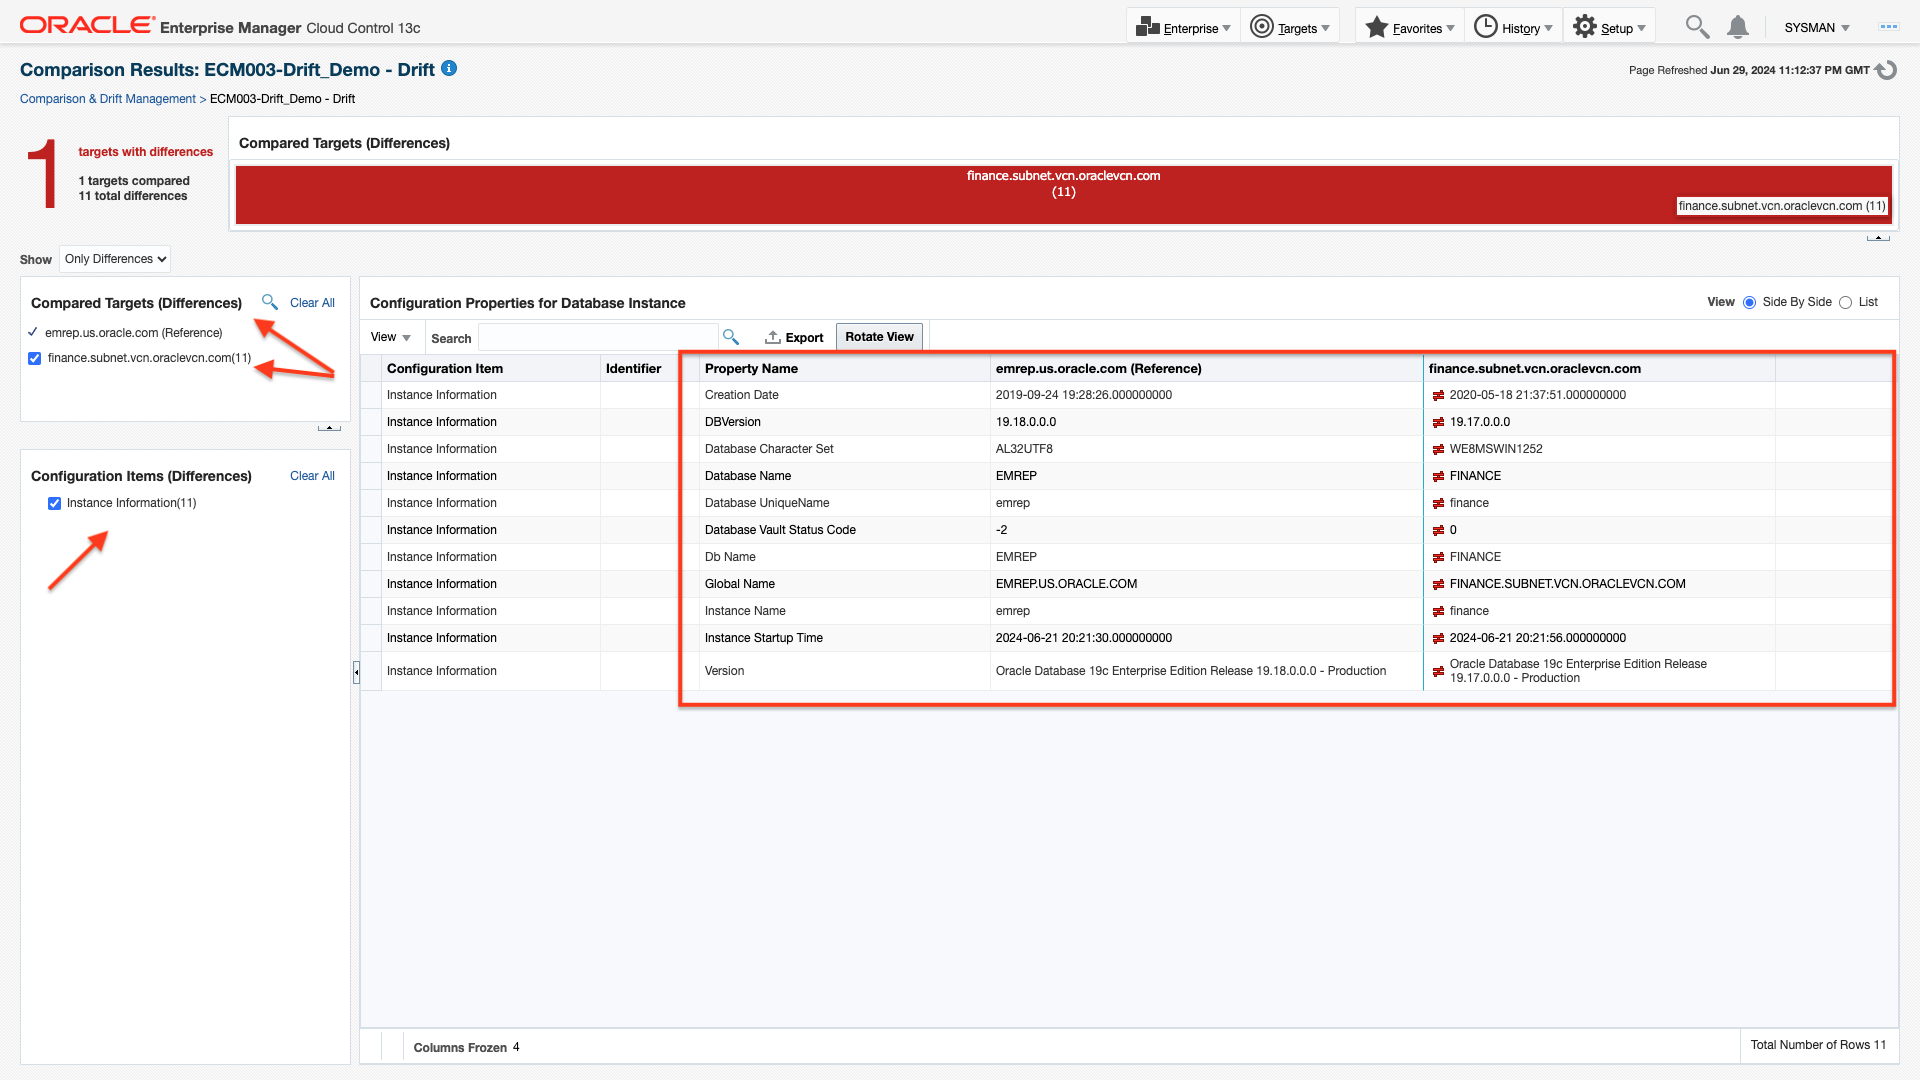 ORACLE Enterprise Manager Cloud Control 13c
Enterprise
Targets
Favorites
History
Setup
SYSMAN
Comparison Results: ECM003-Drift_Demo - Drift
Page Refreshed Jun 29, 2024 11:12:37 PM GMT
Comparison & Drift Management > ECM003-Drift_Demo - Drift
1
targets with differences
1 targets compared
11 total differences
Compared Targets (Differences)
finance.subnet.vcn.oraclevcn.com
(11)
finance.subnet.vcn.oraclevcn.com (11)
Show Only Differences
Compared Targets (Differences) Clear All
emrep.us.oracle.com (Reference)
finance.subnet.vcn.oraclevcn.com(11)
Configuration Items (Differences) Clear All
Instance Information(11)
Configuration Properties for Database Instance
View Side By Side List
View Search Export Rotate View
Configuration Item Identifier Property Name emrep.us.oracle.com (Reference) finance.subnet.vcn.oraclevcn.com
Instance Information Creation Date 2019-09-24 19:28:26.000000000 2020-05-18 21:37:51.000000000
Instance Information DBVersion 19.18.0.0.0 19.17.0.0.0
Instance Information Database Character Set AL32UTF8 WE8MSWIN1252
Instance Information Database Name EMREP FINANCE
Instance Information Database UniqueName emrep finance
Instance Information Database Vault Status Code -2 0
Instance Information Db Name EMREP FINANCE
Instance Information Global Name EMREP.US.ORACLE.COM FINANCE.SUBNET.VCN.ORACLEVCN.COM
Instance Information Instance Name emrep finance
Instance Information Instance Startup Time 2024-06-21 20:21:30.000000000 2024-06-21 20:21:56.000000000
Instance Information Version Oracle Database 19c Enterprise Edition Release 19.18.0.0.0 - Production Oracle Database 19c Enterprise Edition Release
19.17.0.0.0 - Production
Columns Frozen 4
Total Number of Rows 11